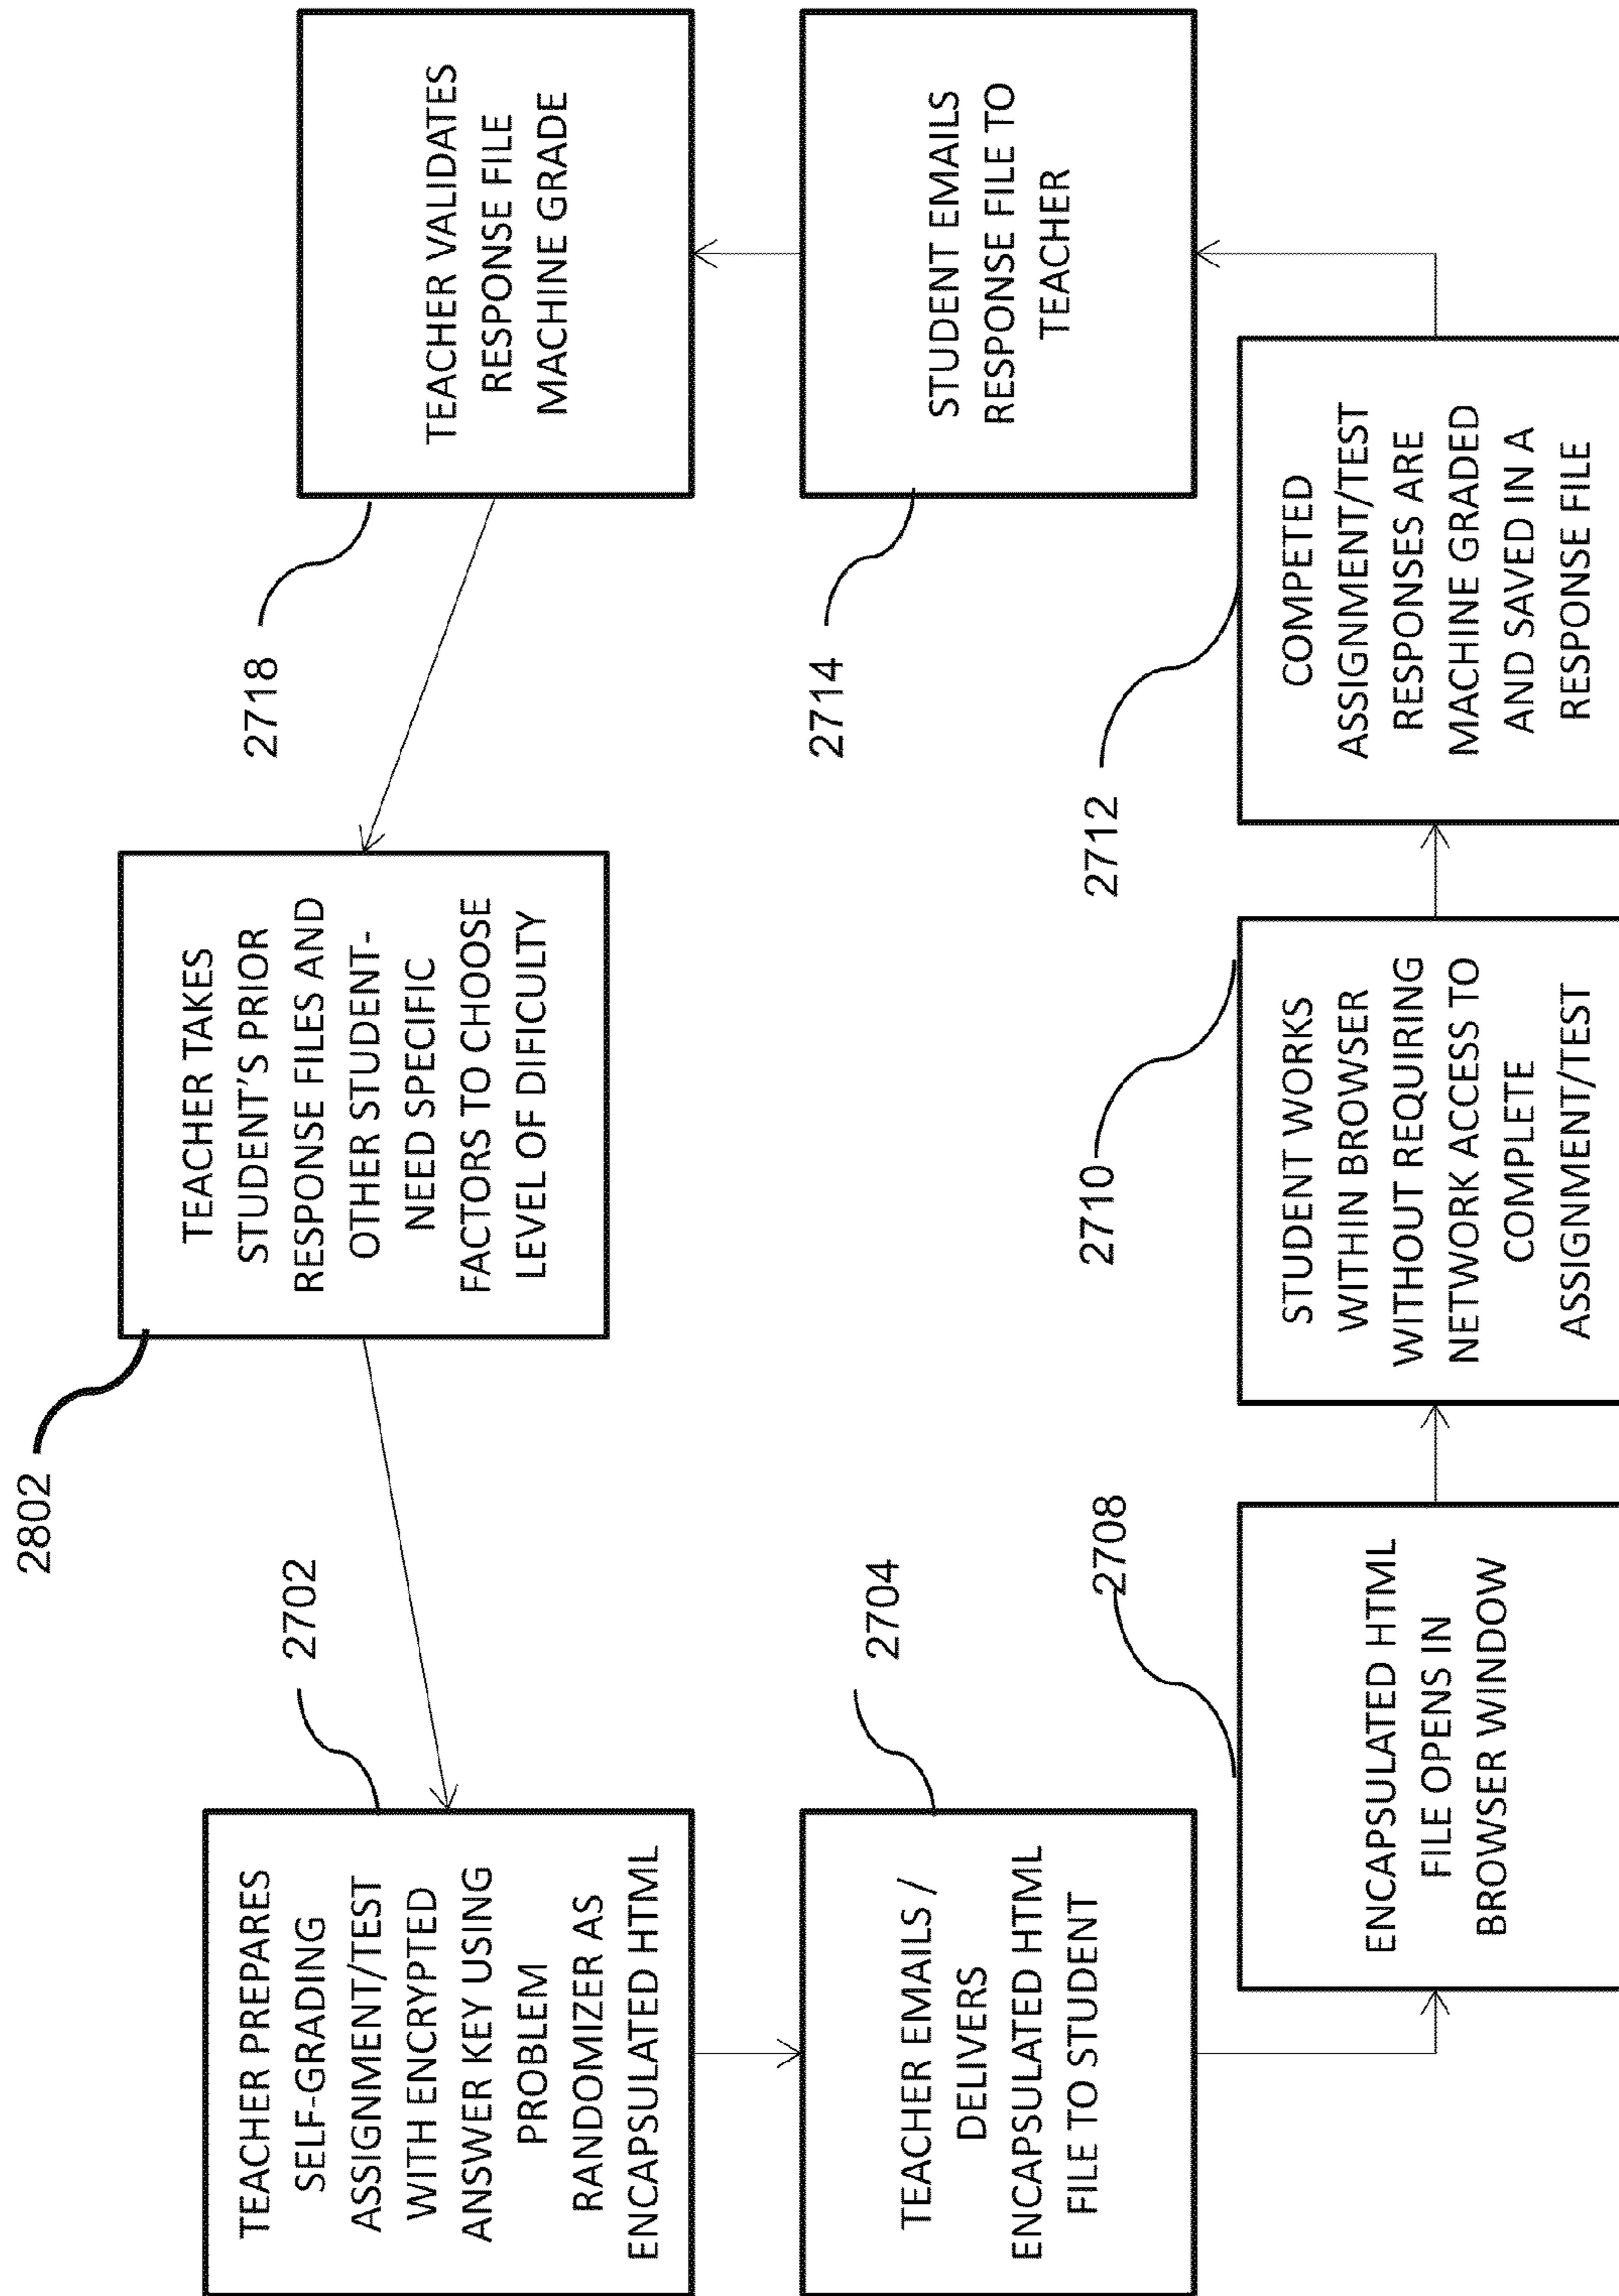 2802
TEACHER TAKES
STUDENT'S PRIOR
RESPONSE FILES AND
OTHER STUDENT-
NEED SPECIFIC
FACTORS TO CHOOSE
LEVEL OF DIFICULTY
2702
TEACHER PREPARES
SELF-GRADING
ASSIGNMENT/TEST
WITH ENCRYPTED
ANSWER KEY USING
PROBLEM
RANDOMIZER AS
ENCAPSULATED HTML
2704
TEACHER EMAILS /
DELIVERS
ENCAPSULATED HTML
FILE TO STUDENT
2708
ENCAPSULATED HTML
FILE OPENS IN
BROWSER WINDOW
2710
STUDENT WORKS
WITHIN BROWSER
WITHOUT REQUIRING
NETWORK ACCESS TO
COMPLETE
ASSIGNMENT/TEST
2712
COMPETED
ASSIGNMENT/TEST
RESPONSES ARE
MACHINE GRADED
AND SAVED IN A
RESPONSE FILE
2714
STUDENT EMAILS
RESPONSE FILE TO
TEACHER
2718
TEACHER VALIDATES
RESPONSE FILE
MACHINE GRADE